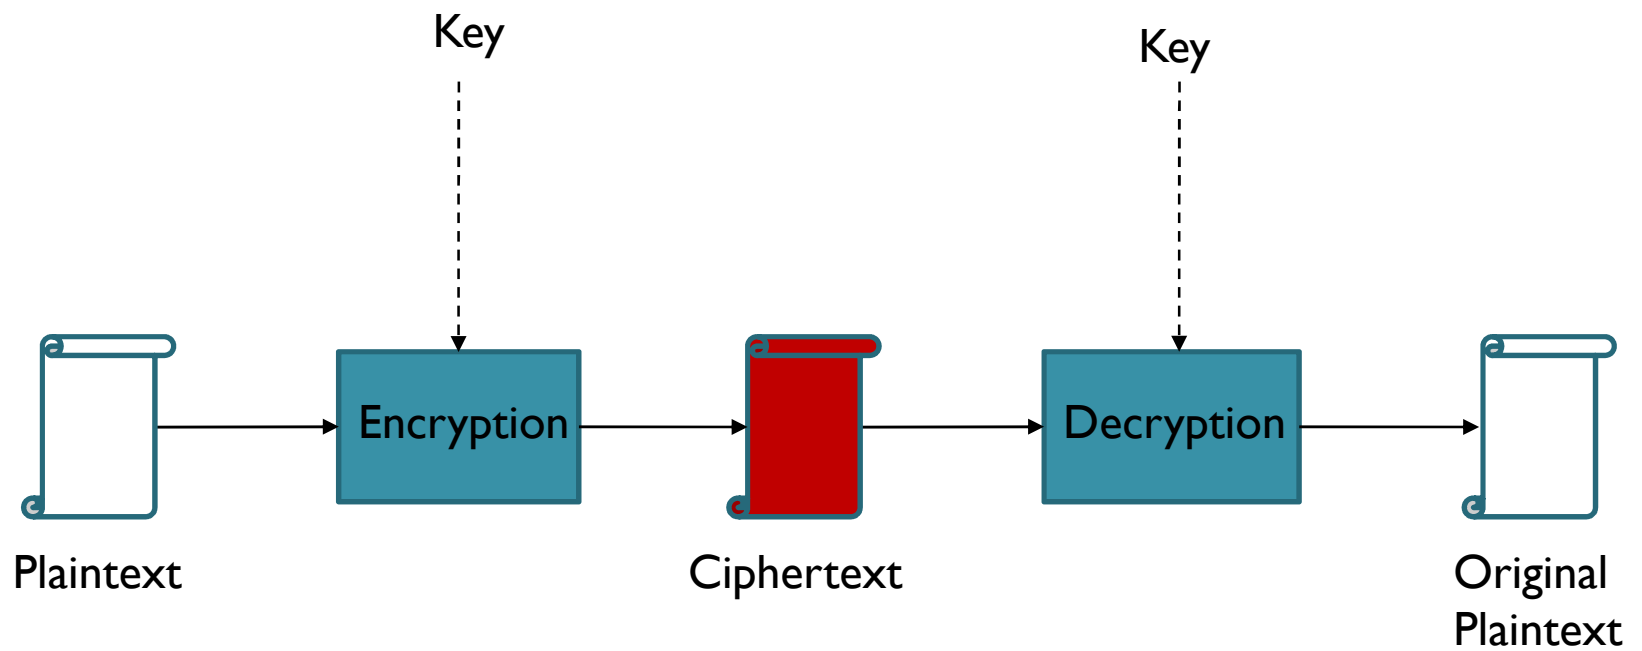 Key
Key
Encryption
Decryption
Plaintext
Ciphertext
Original
Plaintext